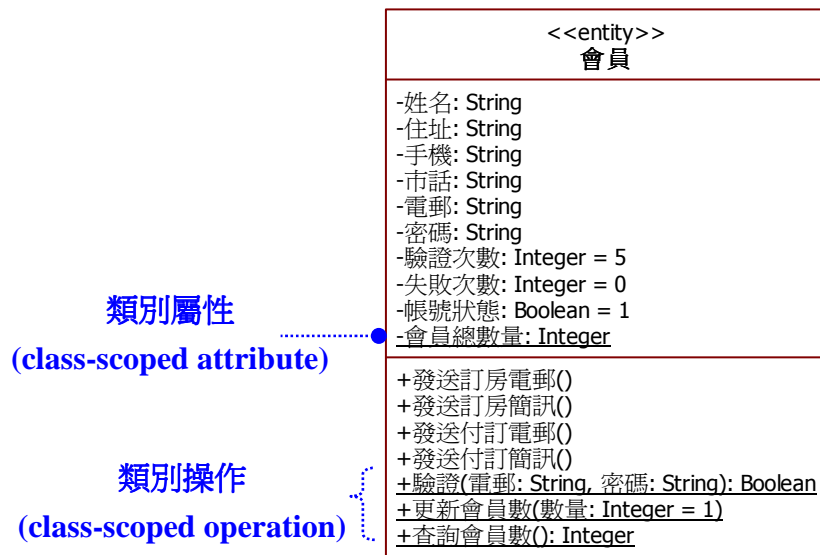 <<entity>>
會員
-姓名: String
-住址: String
-手機: String
-市話: String
-電郵: String
-密碼: String
-驗證次數: Integer = 5
-失敗次數: Integer = 0
-帳號狀態: Boolean = 1
-會員總數量: Integer
類別屬性
(class-scoped attribute)
+發送訂房電郵()
+發送訂房簡訊()
+發送付訂電郵()
+發送付訂簡訊()
+驗證(電郵: String, 密碼: String): Boolean
+更新會員數(數量: Integer = 1)
+查詢會員數(): Integer
類別操作
(class-scoped operation)